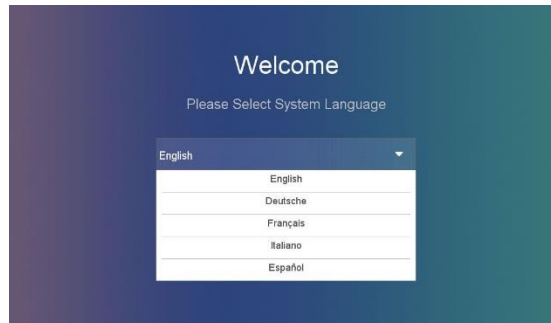 Welcome
Please Select System Language
English
English
Deutsche
Français
Italiano
Español